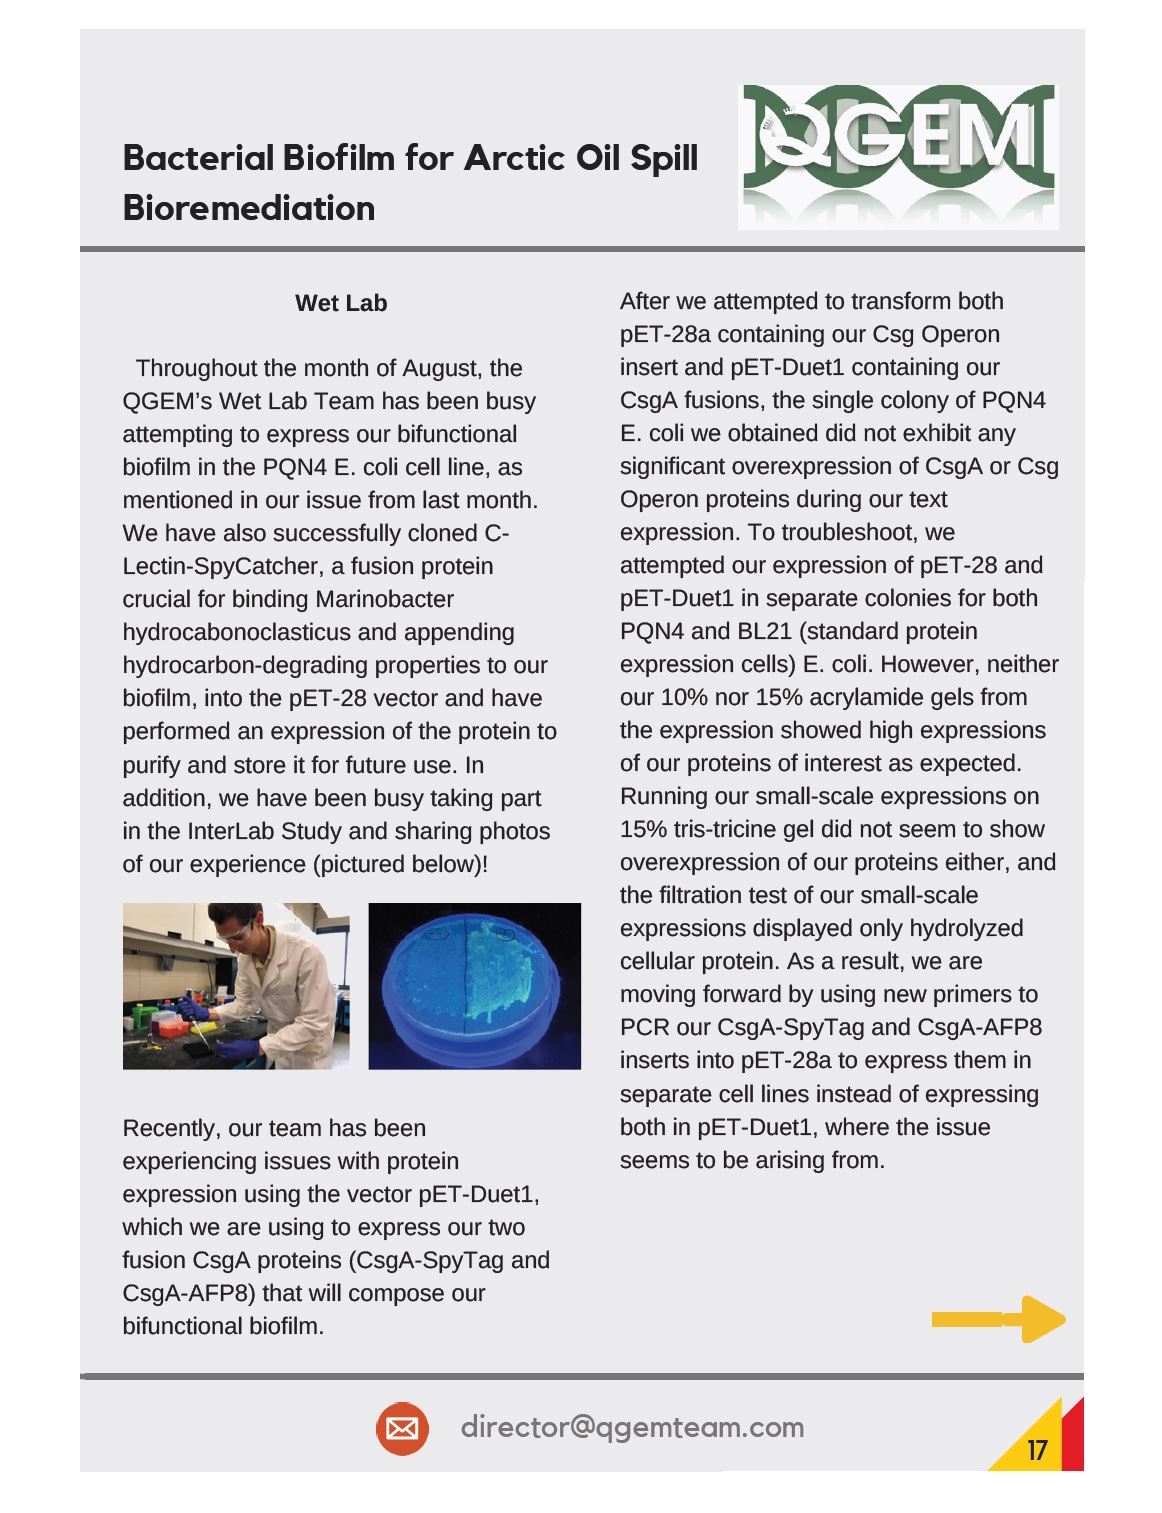 QGEM
Bacterial Biofilm for Arctic Oil Spill
Bioremediation
Wet Lab
Throughout the month of August, the
QGEM’s Wet Lab Team has been busy
attempting to express our bifunctional
biofilm in the PQN4 E. coli cell line, as
mentioned in our issue from last month.
We have also successfully cloned C-
Lectin-SpyCatcher, a fusion protein
crucial for binding Marinobacter
hydrocabonoclasticus and appending
hydrocarbon-degrading properties to our
biofilm, into the pET-28 vector and have
performed an expression of the protein to
purify and store it for future use. In
addition, we have been busy taking part
in the InterLab Study and sharing photos
of our experience (pictured below)!
Recently, our team has been
experiencing issues with protein
expression using the vector pET-Duet1,
which we are using to express our two
fusion CsgA proteins (CsgA-SpyTag and
CsgA-AFP8) that will compose our
bifunctional biofilm.
After we attempted to transform both
pET-28a containing our Csg Operon
insert and pET-Duet1 containing our
CsgA fusions, the single colony of PQN4
E. coli we obtained did not exhibit any
significant overexpression of CsgA or Csg
Operon proteins during our text
expression. To troubleshoot, we
attempted our expression of pET-28 and
pET-Duet1 in separate colonies for both
PQN4 and BL21 (standard protein
expression cells) E. coli. However, neither
our 10% nor 15% acrylamide gels from
the expression showed high expressions
of our proteins of interest as expected.
Running our small-scale expressions on
15% tris-tricine gel did not seem to show
overexpression of our proteins either, and
the filtration test of our small-scale
expressions displayed only hydrolyzed
cellular protein. As a result, we are
moving forward by using new primers to
PCR our CsgA-SpyTag and CsgA-AFP8
inserts into pET-28a to express them in
separate cell lines instead of expressing
both in pET-Duet1, where the issue
seems to be arising from.
director@qgemteam.com
17